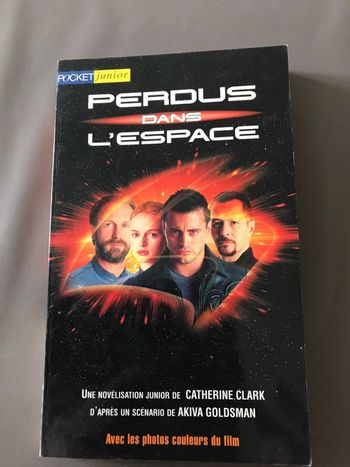 POCKET junior
PERDUS
DANS
L'ESPACE
UNE NOVÉLISATION JUNIOR DE CATHERINE CLARK
D'APRÈS UN SCÉNARIO DE AKIVA GOLDSMAN
Avec les photos couleurs du film